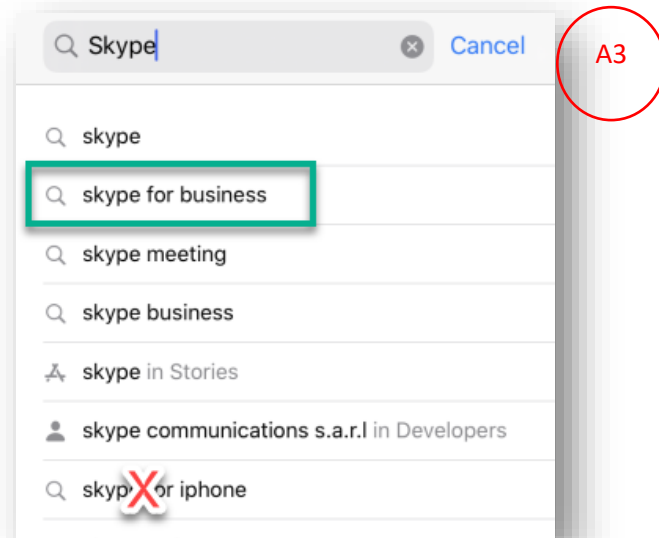 Skype
Cancel
A3
skype
skype for business
skype meeting
skype business
skype in Stories
skype communications s.a.r.l in Developers
skyp X or iphone